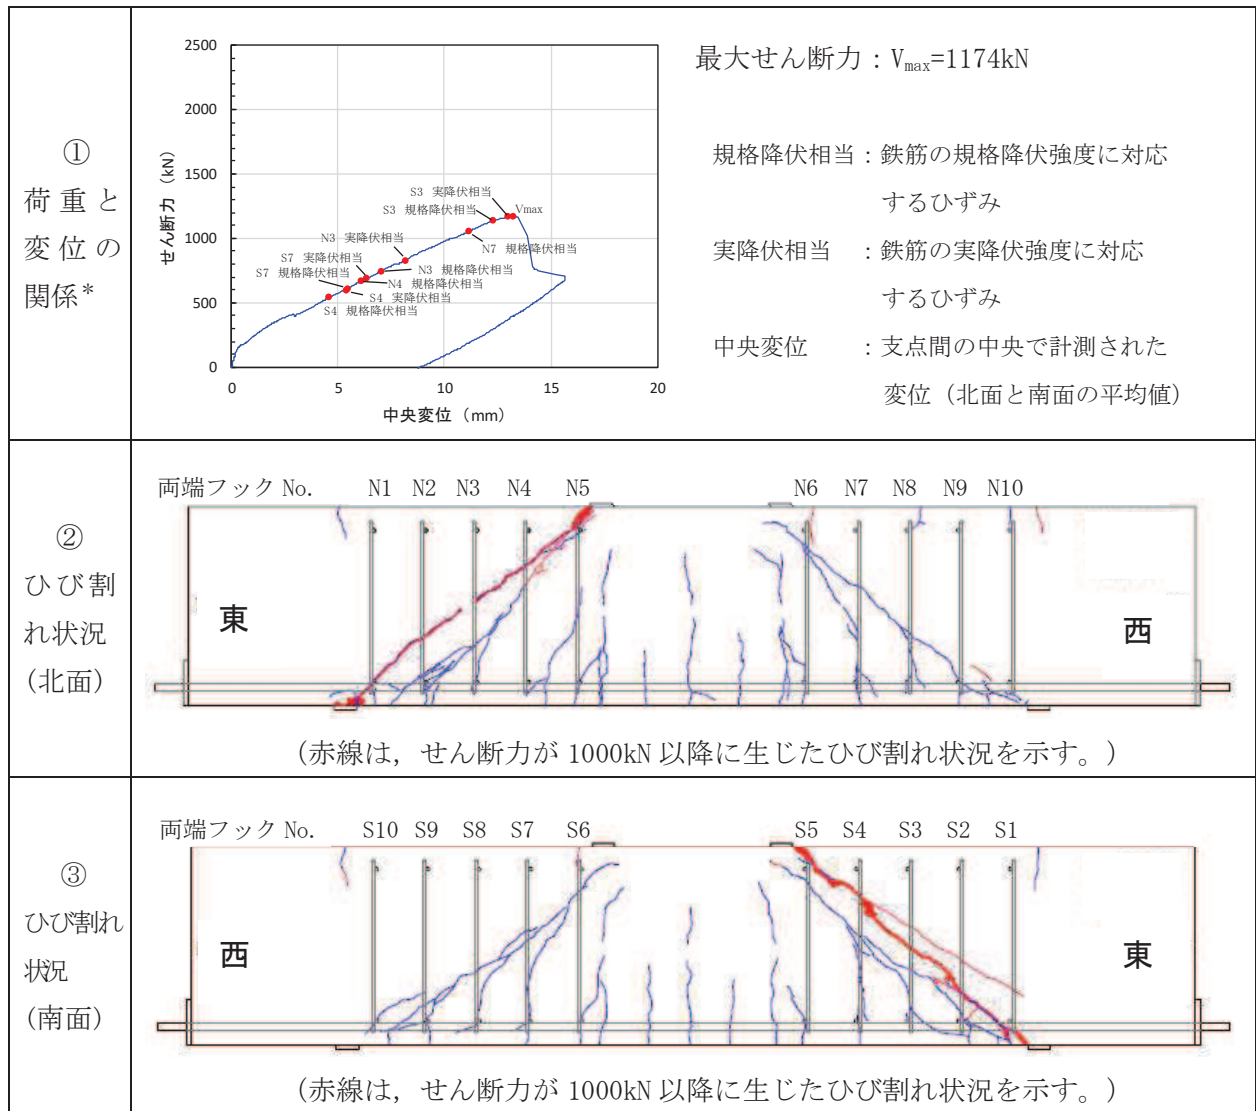 ①
荷重と
変位の
関係*
2500
2000
1500
1000
500
0
0
5
10
15
20
せん断力（kN）
中央変位（mm）
S3 実降伏相当
S3 規格降伏相当
Vmax
N3 実降伏相当
N7 規格降伏相当
S7 実降伏相当
N3 規格降伏相当
S7 規格降伏相当
N4 規格降伏相当
S4 実降伏相当
S4 規格降伏相当
最大せん断力：Vmax=1174kN
規格降伏相当：鉄筋の規格降伏強度に対応
するひずみ
実降伏相当 ：鉄筋の実降伏強度に対応
するひずみ
中央変位 ：支点間の中央で計測された
変位（北面と南面の平均値）
②
ひび割
れ状況
(北面)
両端フック No. N1 N2 N3 N4 N5 N6 N7 N8 N9 N10
東
西
(赤線は，せん断力が 1000kN 以降に生じたひび割れ状況を示す。)
③
ひび割れ
状況
(南面)
両端フック No. S10 S9 S8 S7 S6 S5 S4 S3 S2 S1
西
東
(赤線は，せん断力が 1000kN 以降に生じたひび割れ状況を示す。)